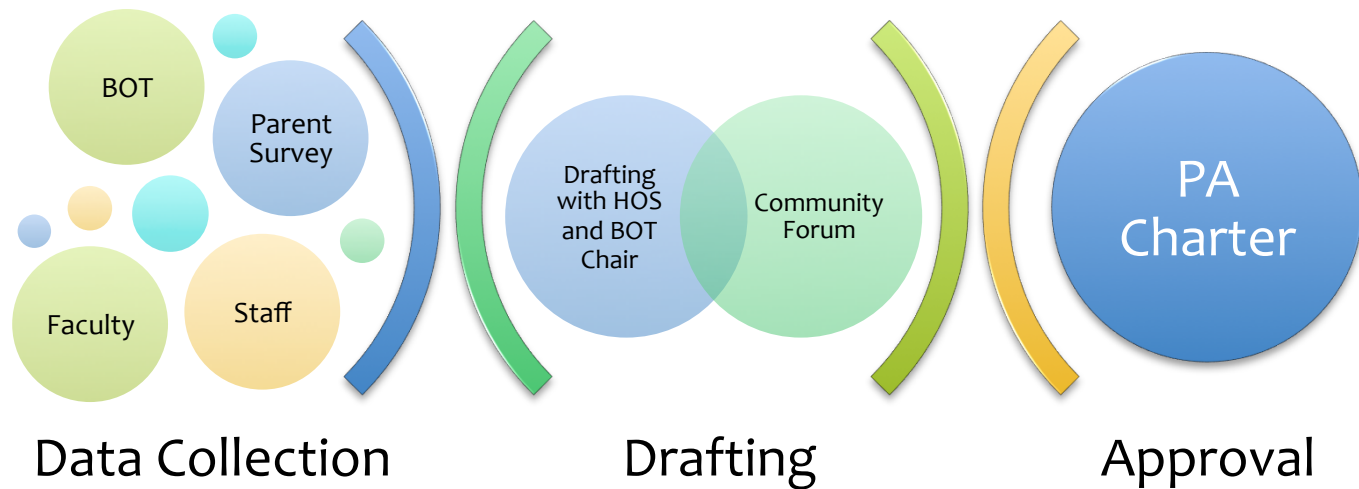 BOT
Parent
Survey
Faculty
Staff
Data Collection
Drafting
with HOS
and BOT
Chair
Community
Forum
Drafting
PA
Charter
Approval